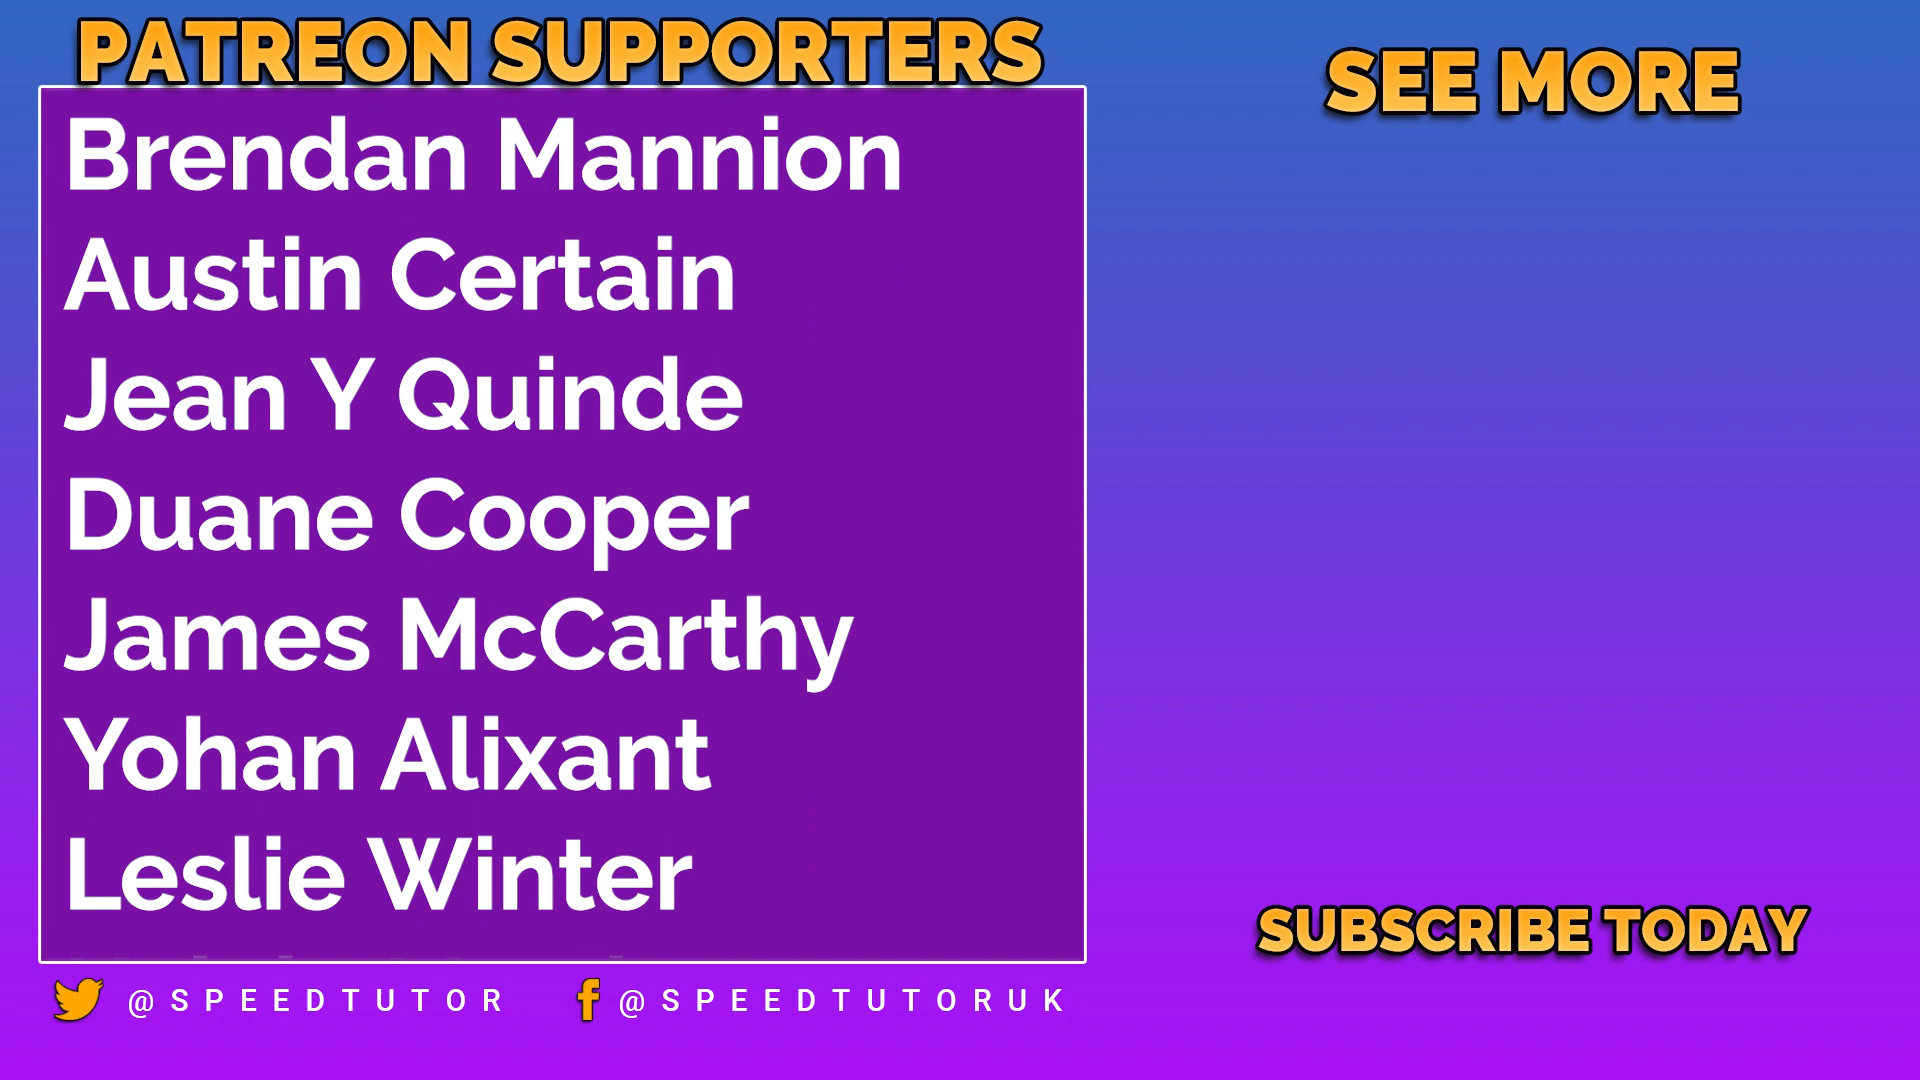 PATREON SUPPORTERS
Brendan Mannion
Austin Certain
Jean Y Quinde
Duane Cooper
James McCarthy
Yohan Alixant
Leslie Winter
@SPEEDTUTOR
@SPEEDTUTORUK
SEE MORE
SUBSCRIBE TODAY